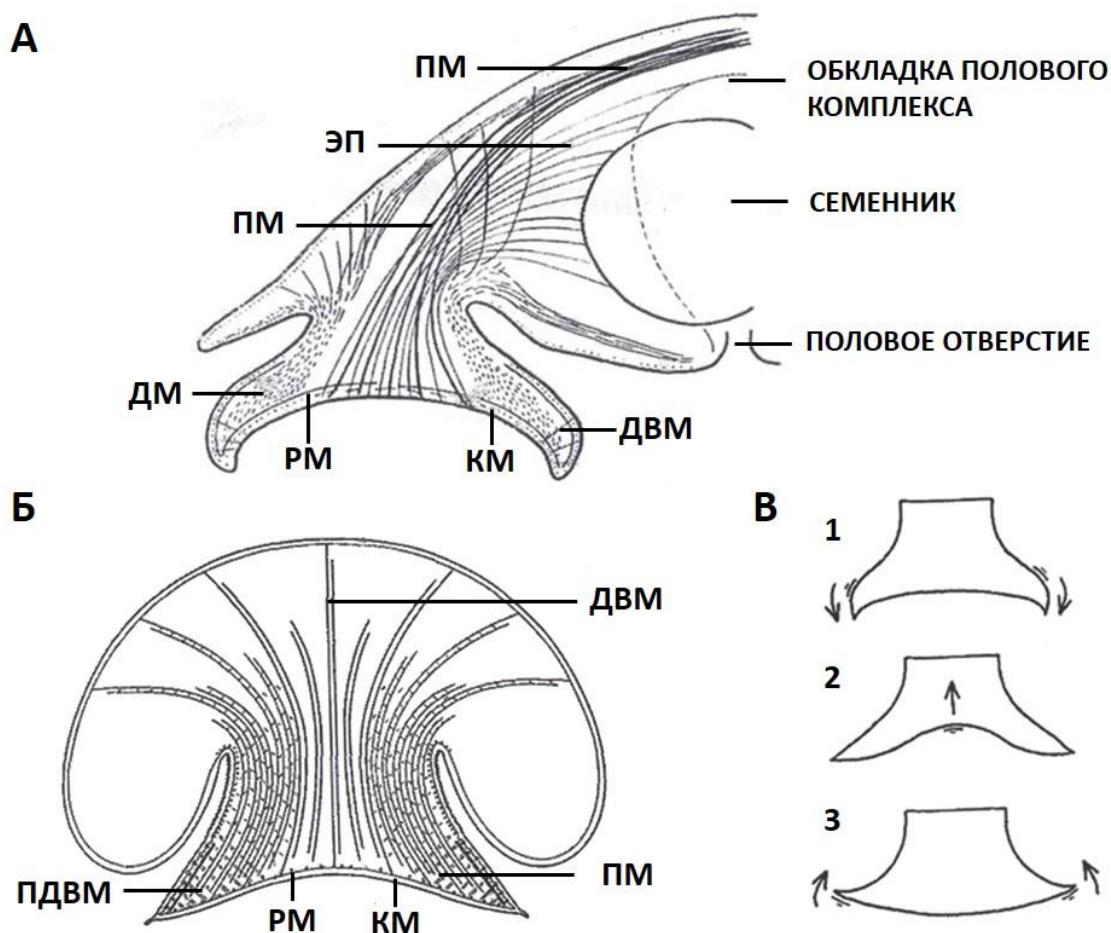 А
ПМ
ОБКЛАДКА ПОЛОВОГО
КОМПЛЕКСА
ЭП
СЕМЕННИК
ПМ
ПОЛОВОЕ ОТВЕРСТИЕ
ДМ
ДВМ
РМ
КМ
Б
В
1
ДВМ
2
3
ПДВМ
ПМ
РМ
КМ